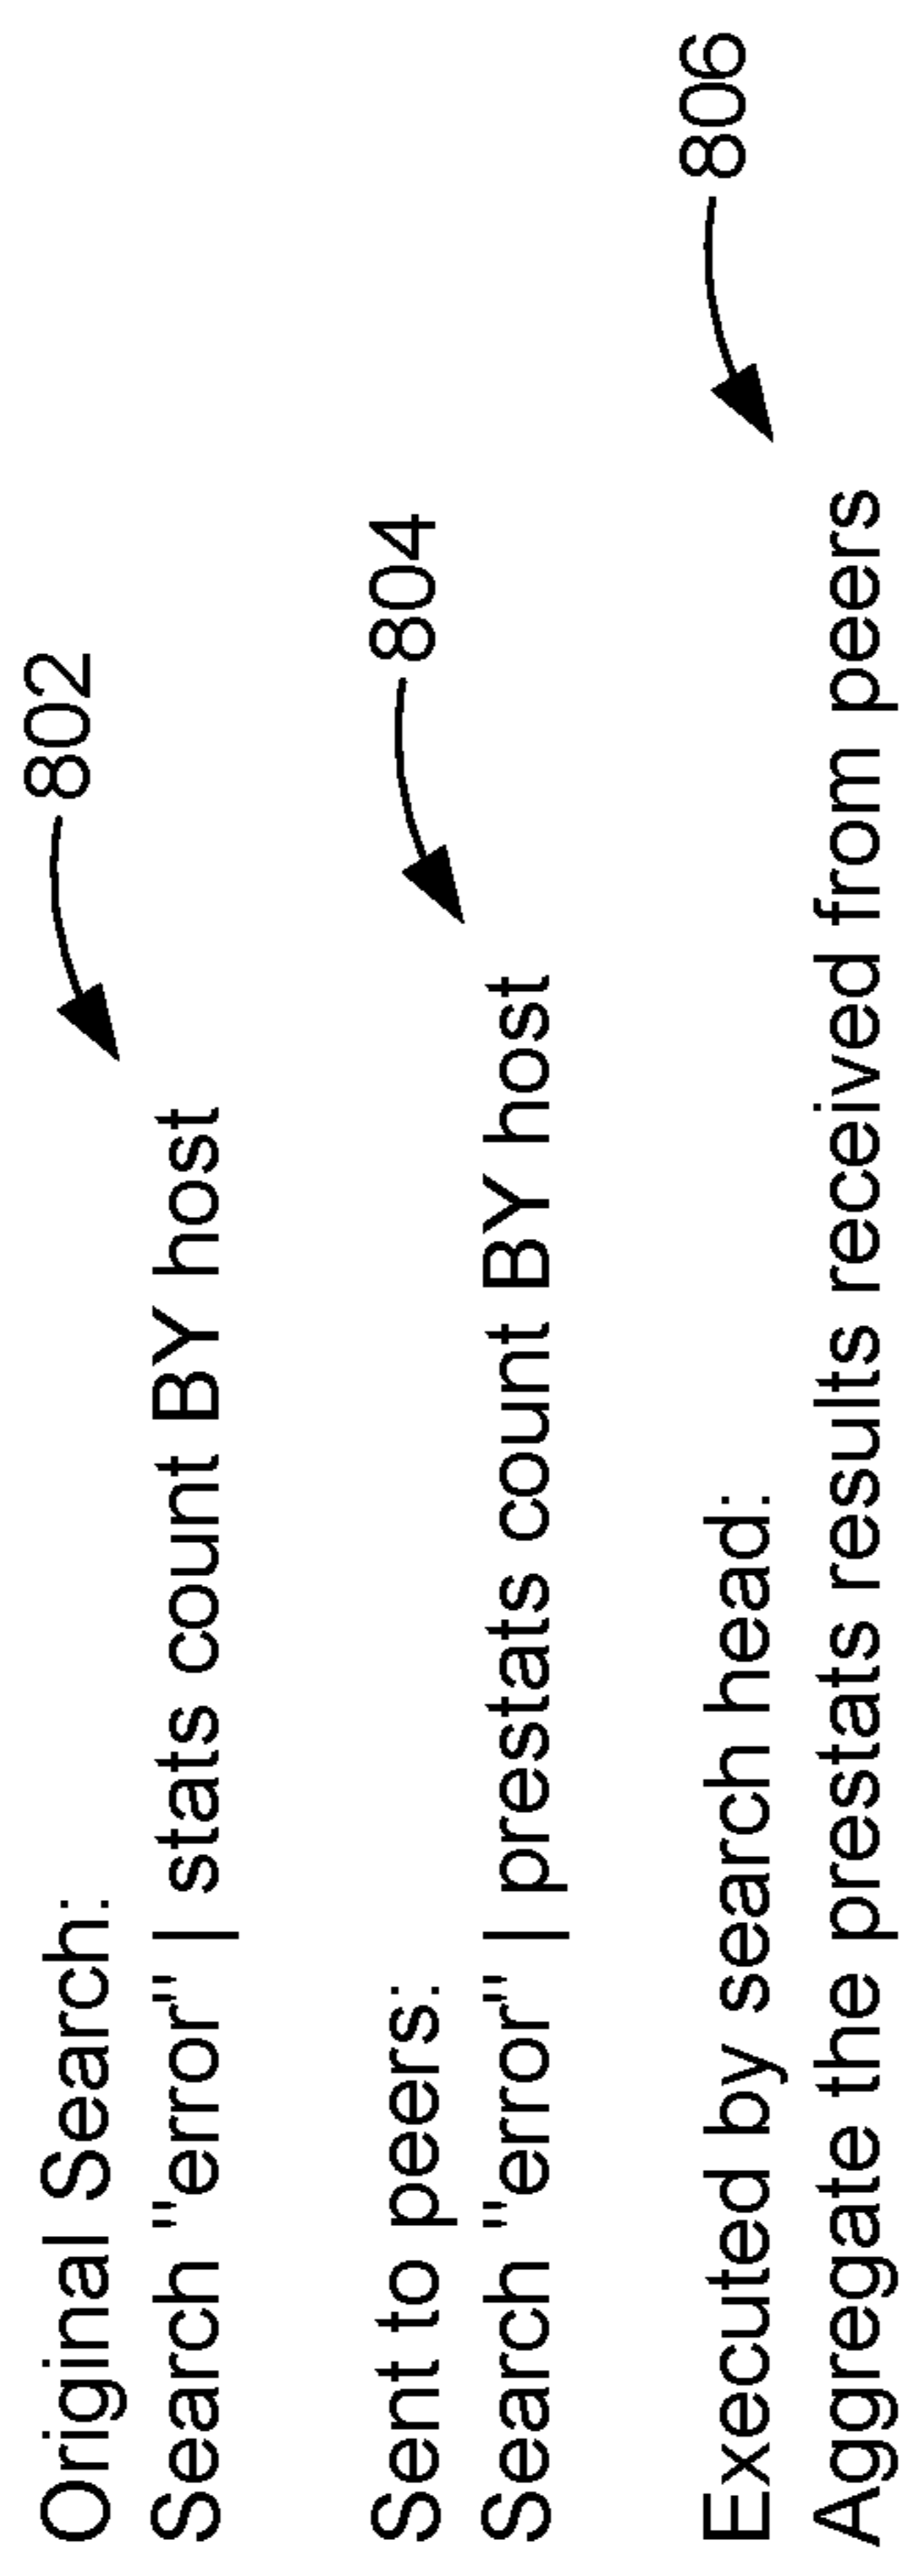 Original Search: 802
Search "error" | stats count BY host
Sent to peers: 804
Search "error" | prestats count BY host
Executed by search head: 806
Aggregate the prestats results received from peers